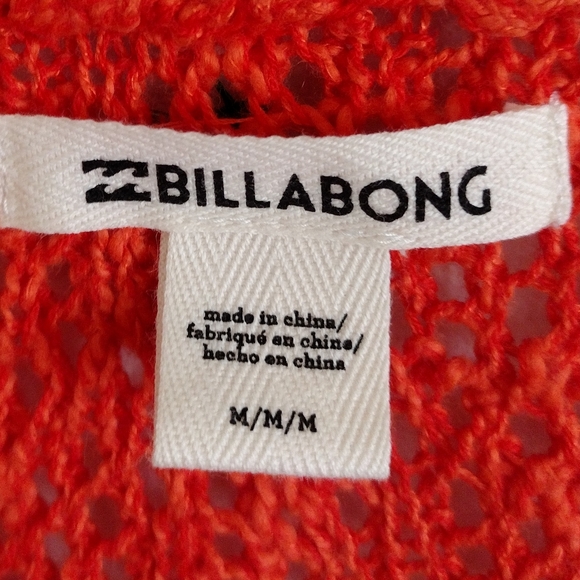 BILLABONG
made in china/
fabriqué en chine/
hecho en china
M/M/M